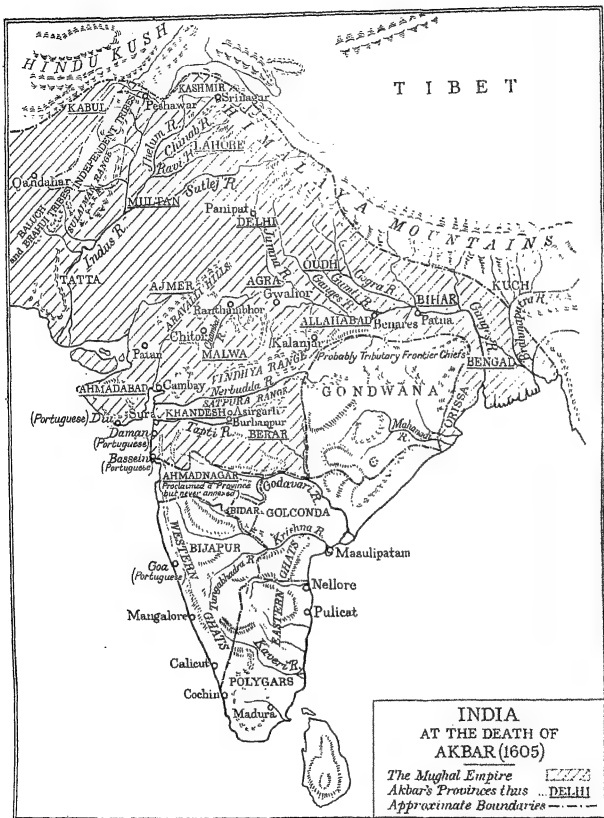 HINDU KUSH
TIBET
KASHMIR
Srinagar
Peshawar
KABUL
INDEPENDENT TRIBES
Jhelum R.
Chinab R.
Ravi R.
LAHORE
HIMALIYA MOUNTAINS
Qandahar
BALUCH
and BRAHUI TRIBES
SULAIMAN RANGE
MULTAN
Sutlej R.
Indus R.
Panipat
DELHI
Jumna R.
TATTA
AJMER
ARAVALLI HILLS
AGRA
Gwalior
OUDH
Ganges R.
Gumti R.
Gogra R.
KUCH
BIHAR
Brahmaputra R.
Ranthambhor
Chitor
ALLAHABAD
Benares
Patna
Ganges R.
Kalanjar
Patan
MALWA
(Probably Tributary Frontier Chiefs)
BENGAL
VINDHYA RANGE
AHMADABAD
Cambay
Nerbudda R.
SATPURA RANGE
GONDWANA
ORISSA
(Portuguese) Diu
Surat
KHANDESH
Asirgarh
Burhanpur
Daman
(Portuguese)
Tapti R.
BERAR
Mahanadi
R.
Bassein
(Portuguese)
AHMADNAGAR
Proclaimed a Province
but never annexed
Godavari R.
BIDAR
GOLCONDA
BIJAPUR
Krishna R.
Masulipatam
WESTERN GHATS
Goa
(Portuguese)
Tungabhadra R.
EASTERN GHATS
Nellore
Mangalore
Pulicat
Kaveri R.
Calicut
POLYGARS
Cochin
Madura
INDIA
AT THE DEATH OF
AKBAR (1605)
The Mughal Empire
Akbar's Provinces thus ... DELHI
Approximate Boundaries